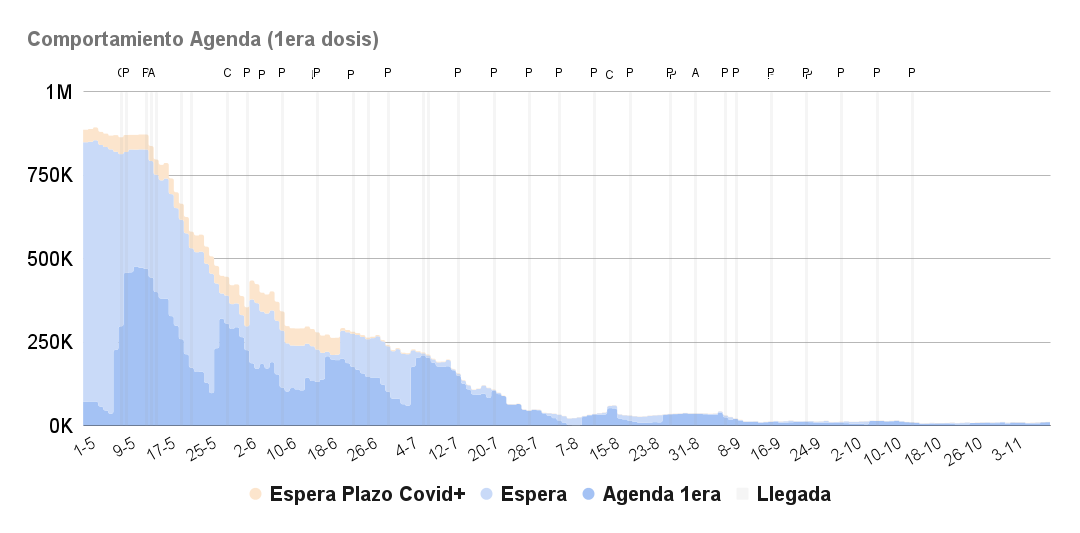 Comportamiento Agenda (1era dosis)
P P A C P P P P P P P P P P P C P P A P P P P P P P
1M
750K
500K
250K
0K
1-5 9-5 17-5 25-5 2-6 10-6 18-6 26-6 4-7 12-7 20-7 28-7 7-8 15-8 23-8 31-8 8-9 16-9 24-9 2-10 10-10 18-10 26-10 3-11
Espera Plazo Covid+ Espera Agenda 1era Llegada